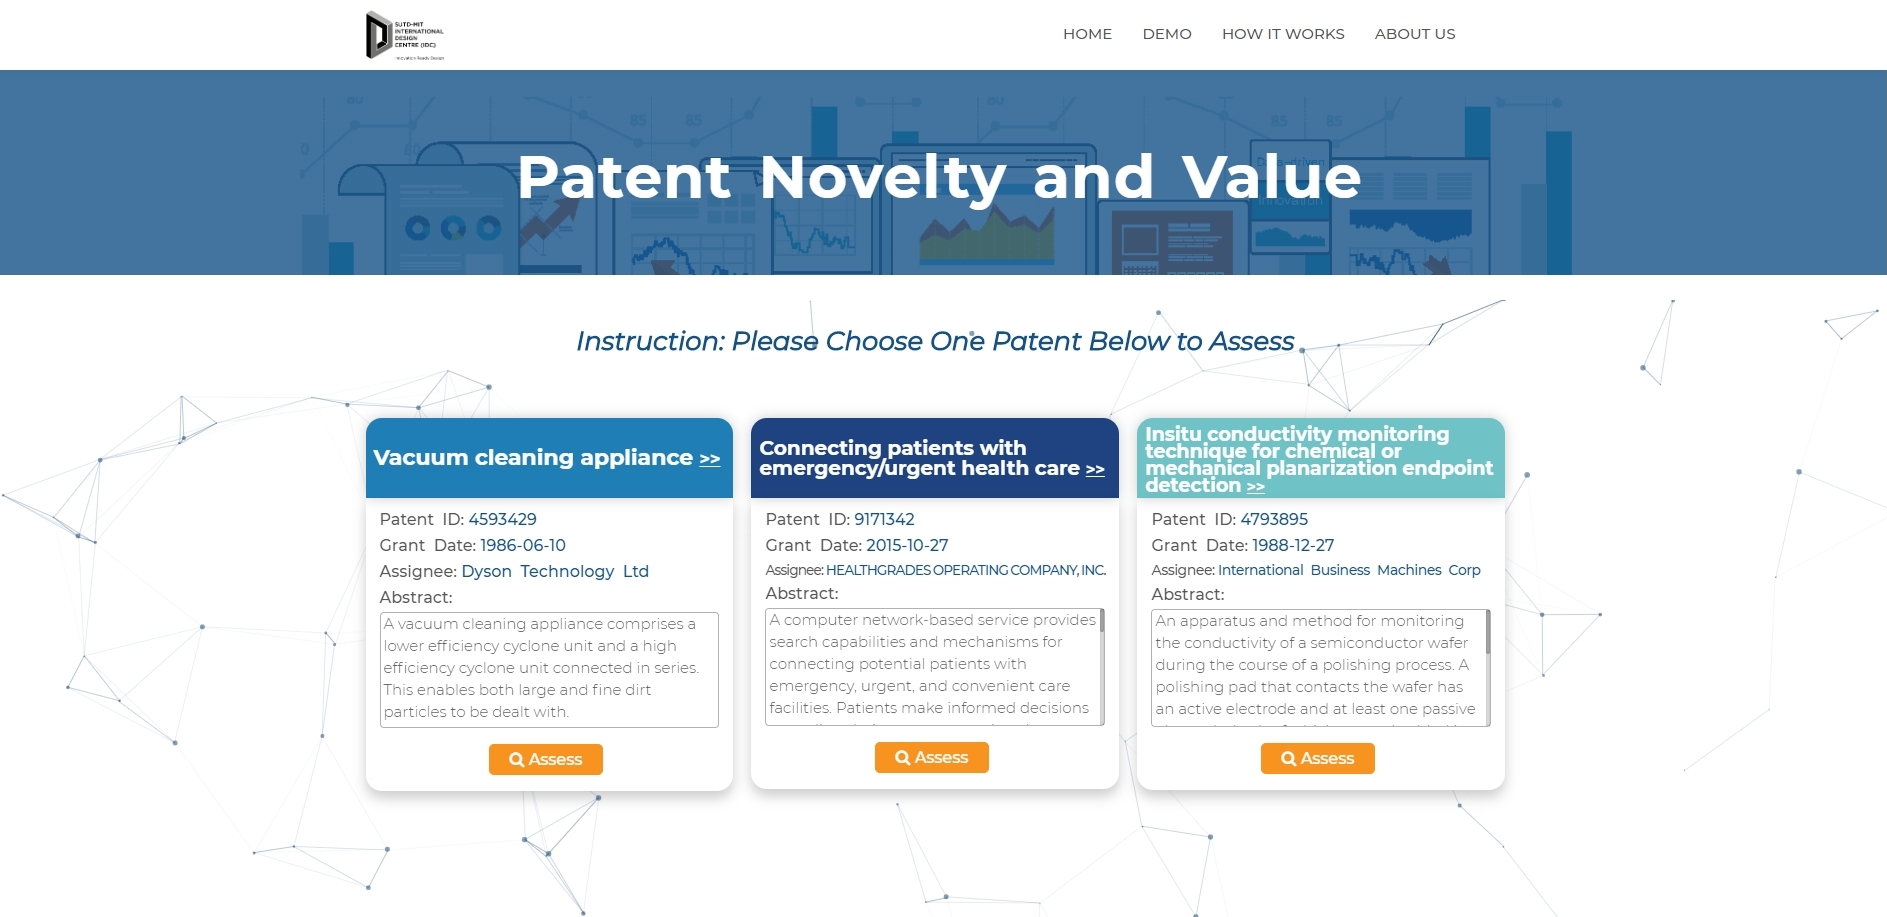 SUTD-MIT
INTERNATIONAL
DESIGN
CENTRE (IDC)
HOME
DEMO
HOW IT WORKS
ABOUT US
80
85
85
80
85
85
Data-driven
Innovation
Patent Novelty and Value
Instruction: Please Choose One Patent Below to Assess
Vacuum cleaning appliance >>
Patent ID: 4593429
Grant Date: 1986-06-10
Assignee: Dyson Technology Ltd
Abstract:
A vacuum cleaning appliance comprises a
lower efficiency cyclone unit and a high
efficiency cyclone unit connected in series.
This enables both large and fine dirt
particles to be dealt with.
Assess
Connecting patients with
emergency/urgent health care >>
Patent ID: 9171342
Grant Date: 2015-10-27
Assignee: HEALTHGRADES OPERATING COMPANY, INC.
Abstract:
A computer network-based service provides
search capabilities and mechanisms for
connecting potential patients with
emergency, urgent, and convenient care
facilities. Patients make informed decisions
Assess
Insitu conductivity monitoring
technique for chemical or
mechanical planarization endpoint
detection >>
Patent ID: 4793895
Grant Date: 1988-12-27
Assignee: International Business Machines Corp
Abstract:
An apparatus and method for monitoring
the conductivity of a semiconductor wafer
during the course of a polishing process. A
polishing pad that contacts the wafer has
an active electrode and at least one passive
Assess